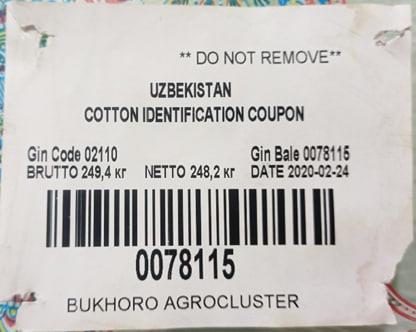 ** DO NOT REMOVE**
UZBEKISTAN
COTTON IDENTIFICATION COUPON
Gin Code 02110 Gin Bale 0078115
BRUTTO 249,4 кг NETTO 248,2 кг DATE 2020-02-24
0078115
BUKHORO AGROCLUSTER